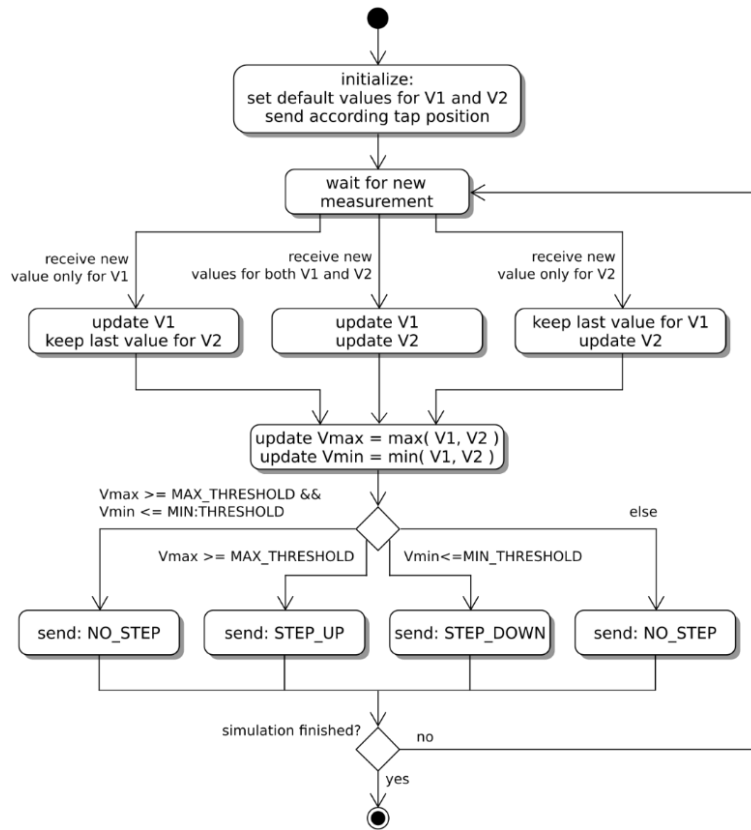 initialize:
set default values for V1 and V2
send according tap position
wait for new
measurement
receive new
value only for V1
receive new
values for both V1 and V2
receive new
value only for V2
update V1
keep last value for V2
update V1
update V2
keep last value for V1
update V2
update Vmax = max( V1, V2 )
update Vmin = min( V1, V2 )
Vmax >= MAX_THRESHOLD &&
Vmin <= MIN:THRESHOLD
else
Vmax >= MAX_THRESHOLD
Vmin<=MIN_THRESHOLD
send: NO_STEP
send: STEP_UP
send: STEP_DOWN
send: NO_STEP
simulation finished?
no
yes